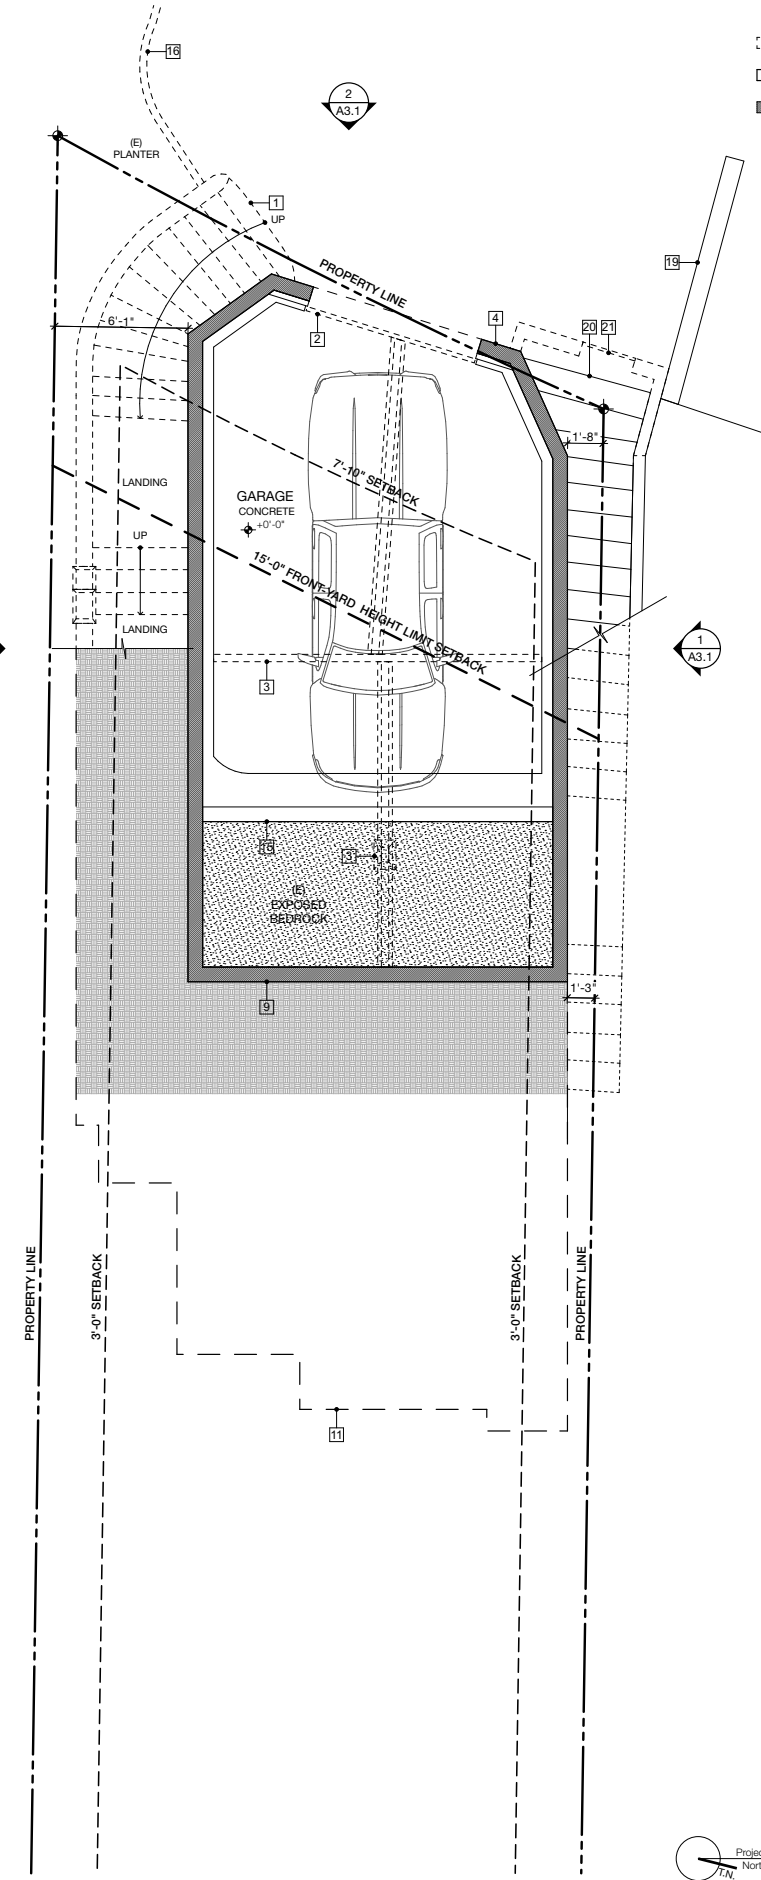 16
2
A3.1
(E)
PLANTER
1
UP
PROPERTY LINE
19
4
20
21
6'-1"
2
1'-8"
7'-10" SETBACK
LANDING
GARAGE
CONCRETE
+0'-0"
UP
15'-0" FRONT-YARD HEIGHT LIMIT SETBACK
LANDING
1
A3.1
3
15
3
(E)
EXPOSED
BEDROCK
9
1'-3"
PROPERTY LINE
3'-0" SETBACK
3'-0" SETBACK
PROPERTY LINE
11
T.N.